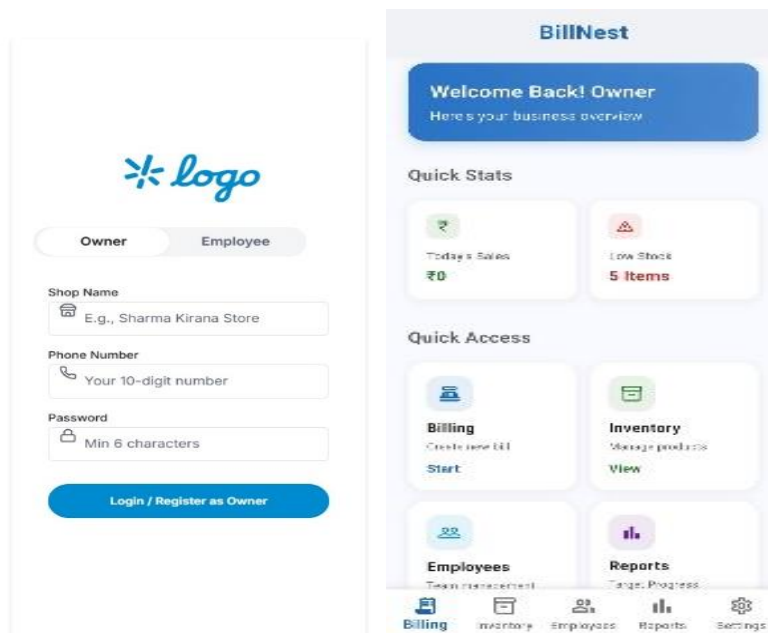 logo
Owner Employee
Shop Name
E.g., Sharma Kirana Store
Phone Number
Your 10-digit number
Password
Min 6 characters
Login / Register as Owner
BillNest
Welcome Back! Owner
Here's your business overview
Quick Stats
Today's Sales
₹0
Low Stock
5 Items
Quick Access
Billing
Create new bill
Start
Inventory
Manage products
View
Employees
Team management
Reports
Target Progress
Billing Inventory Employees Reports Settings